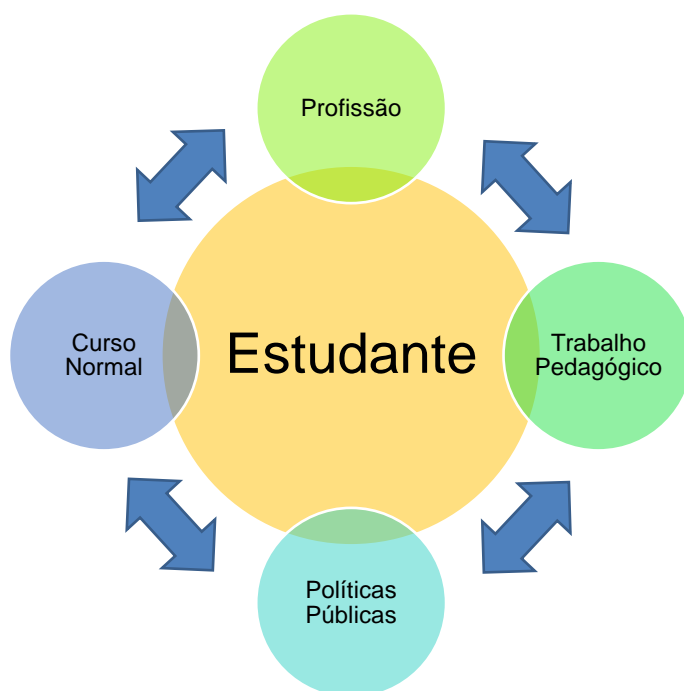 Profissão
Curso
Normal
Estudante
Trabalho
Pedagógico
Políticas
Públicas